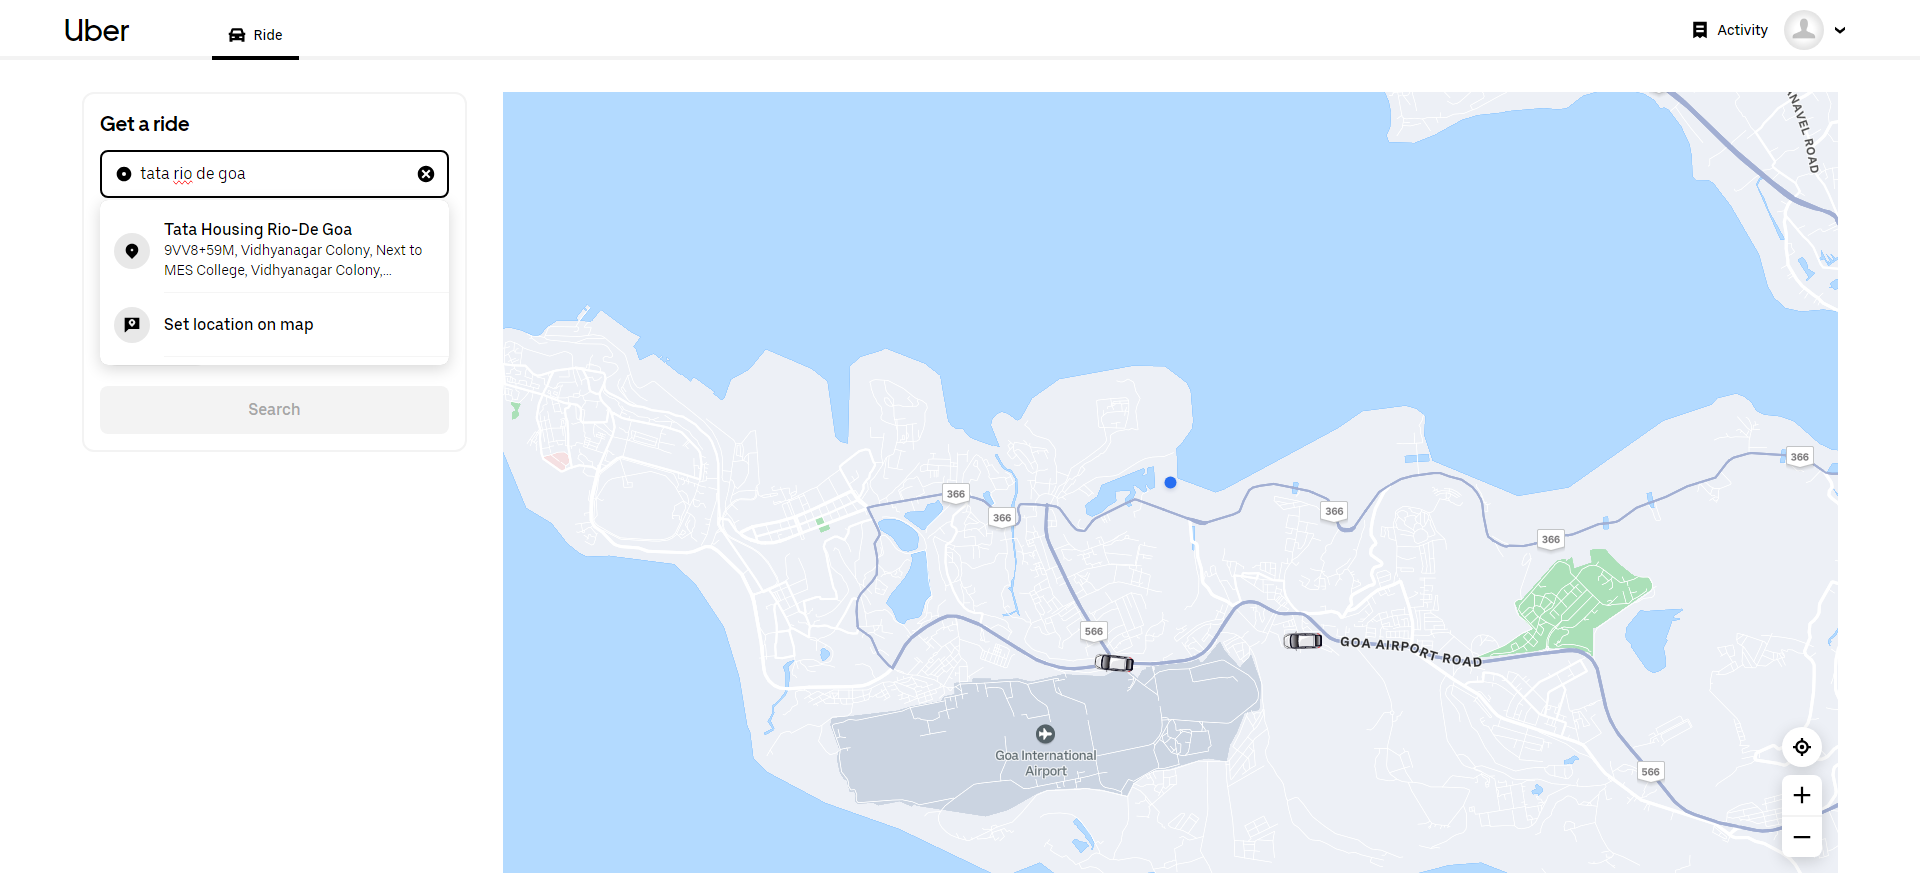 Uber
Ride
Activity
Get a ride
tata rio de goa
Tata Housing Rio-De Goa
9VV8+59M, Vidhyanagar Colony, Next to
MES College, Vidhyanagar Colony,...
Set location on map
Search
NAVEL ROAD
366
366
366
366
366
566
GOA AIRPORT ROAD
Goa International
Airport
566